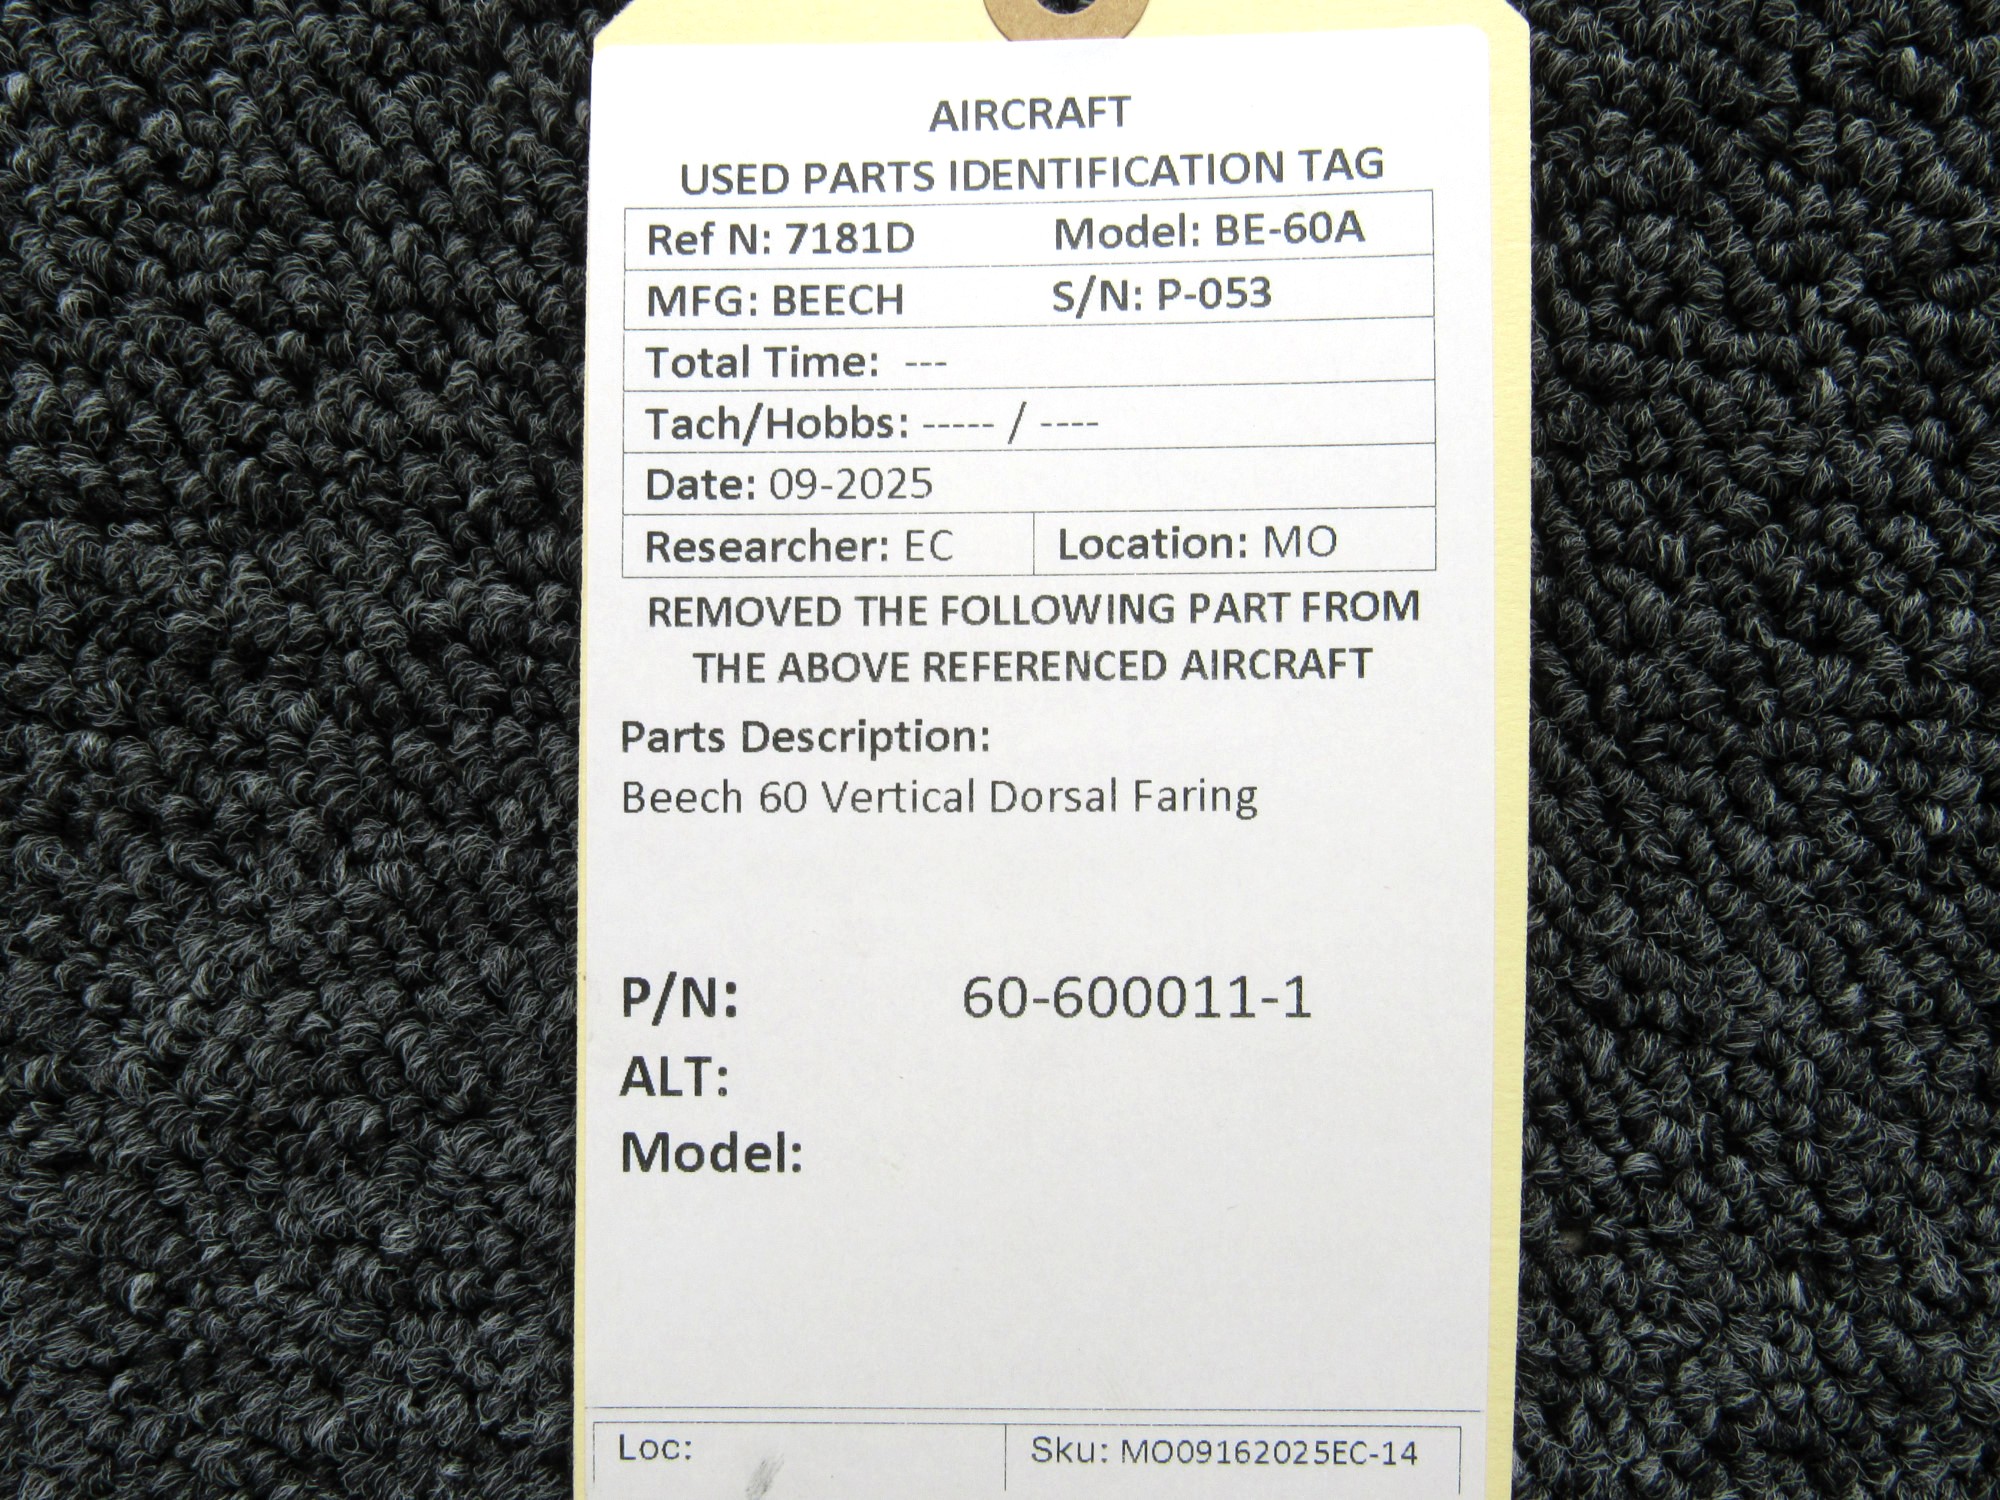 AIRCRAFT
USED PARTS IDENTIFICATION TAG
Ref N: 7181D Model: BE-60A
MFG: BEECH S/N: P-053
Total Time: ---
Tach/Hobbs: ----- / ----
Date: 09-2025
Researcher: EC Location: MO
REMOVED THE FOLLOWING PART FROM
THE ABOVE REFERENCED AIRCRAFT
Parts Description:
Beech 60 Vertical Dorsal Faring
P/N: 60-600011-1
ALT:
Model:
Loc: Sku: MO09162025EC-14